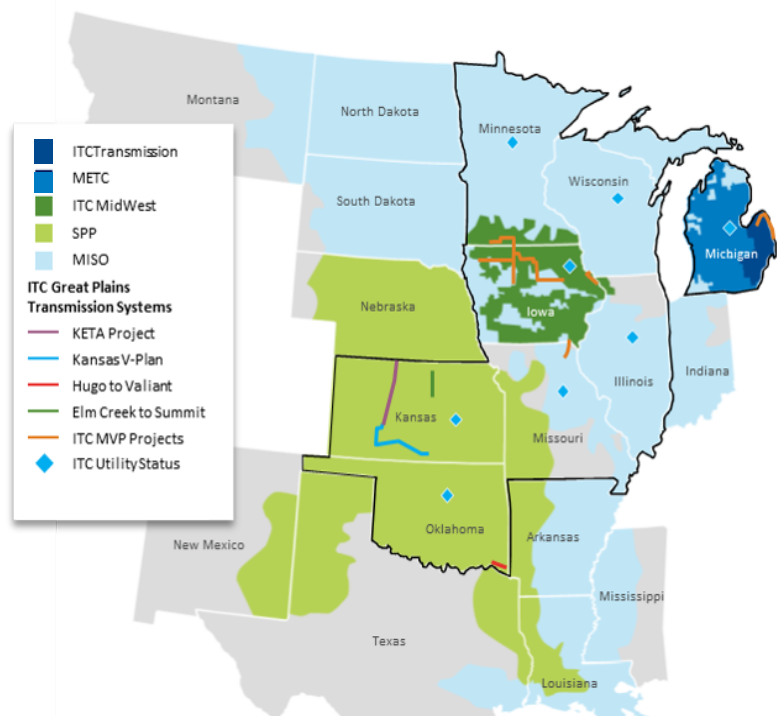 Montana
North Dakota
Minnesota
ITCTransmission
METC
ITC MidWest
SPP
MISO
ITC Great Plains
Transmission Systems
KETA Project
Kansas V-Plan
Hugo to Valiant
Elm Creek to Summit
ITC MVP Projects
ITC Utility Status
Wisconsin
South Dakota
Michigan
Nebraska
Iowa
Illinois
Indiana
Kansas
Missouri
Oklahoma
Arkansas
New Mexico
Mississippi
Texas
Louisiana